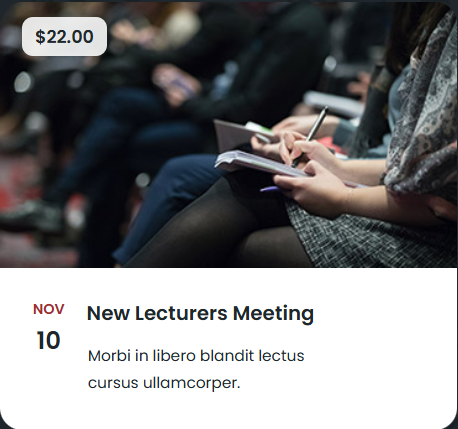 $22.00
NOV
10
New Lecturers Meeting
Morbi in libero blandit lectus
cursus ullamcorper.